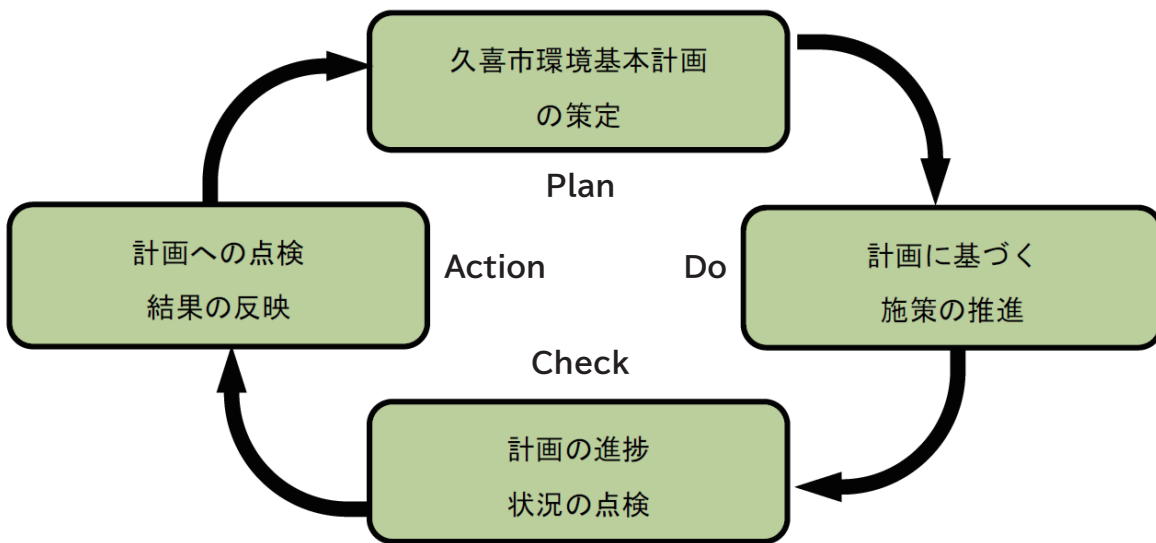 久喜市環境基本計画
の策定
Plan
計画への点検
結果の反映
Action
Do
計画に基づく
施策の推進
Check
計画の進捗
状況の点検